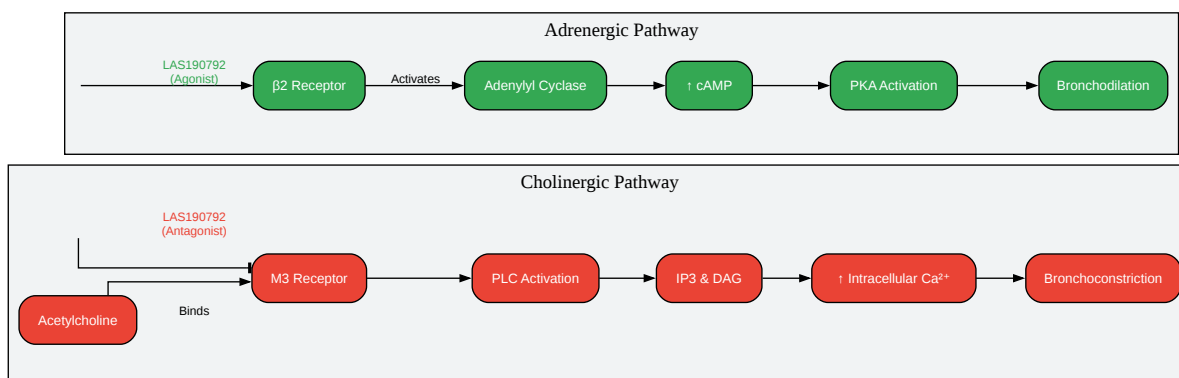 Adrenergic Pathway
LAS190792
(Agonist)
β2 Receptor
Activates
Adenylyl Cyclase
↑ cAMP
PKA Activation
Bronchodilation
Cholinergic Pathway
LAS190792
(Antagonist)
M3 Receptor
PLC Activation
IP3 & DAG
↑ Intracellular Ca²⁺
Bronchoconstriction
Acetylcholine
Binds